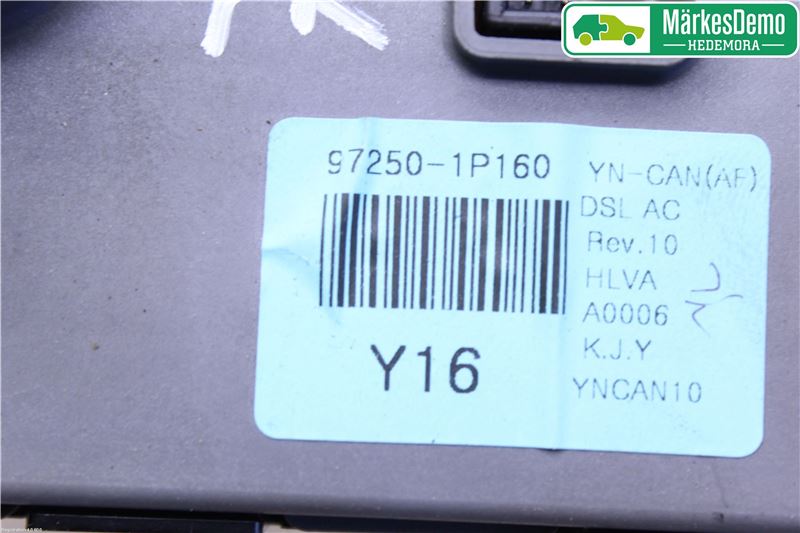 MärkesDemo
HEDEMORA
97250-1P160
Y16
YN-CAN(AF)
DSL AC
Rev.10
HLVA
A0006
K.J.Y
YNCAN10